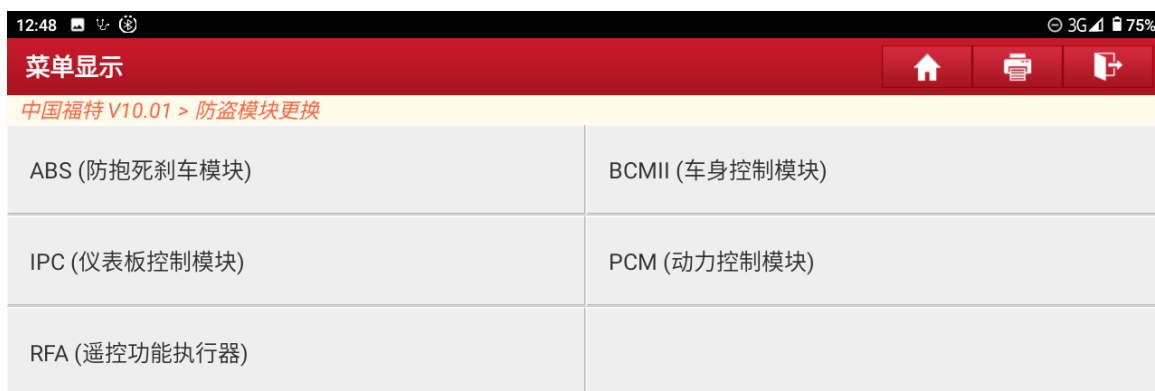 12:48
3G 75%
菜单显示
中国福特 V10.01 > 防盗模块更换
ABS (防抱死刹车模块)
BCMII (车身控制模块)
IPC (仪表板控制模块)
PCM (动力控制模块)
RFA (遥控功能执行器)